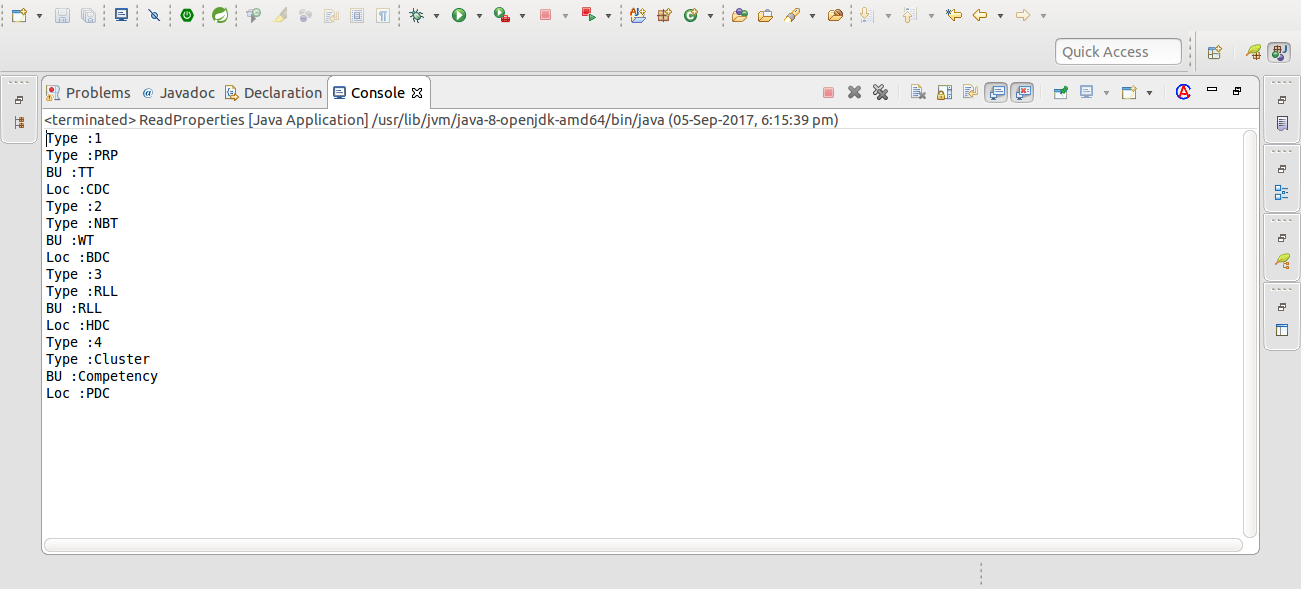 Quick Access
Problems @ Javadoc Declaration Console
<terminated> ReadProperties [Java Application] /usr/lib/jvm/java-8-openjdk-amd64/bin/java (05-Sep-2017, 6:15:39 pm)
Type :1
Type :PRP
BU :TT
Loc :CDC
Type :2
Type :NBT
BU :WT
Loc :BDC
Type :3
Type :RLL
BU :RLL
Loc :HDC
Type :4
Type :Cluster
BU :Competency
Loc :PDC